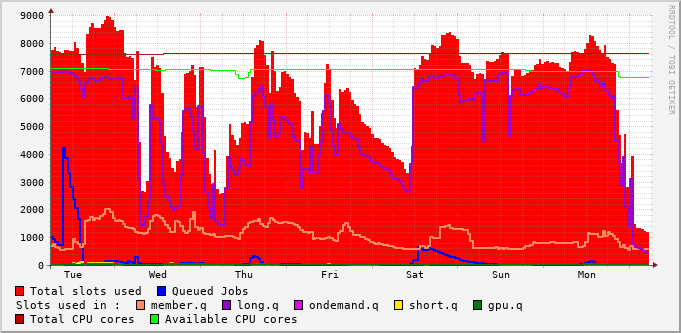 9000
8000
7000
6000
5000
4000
3000
2000
1000
0
Tue Wed Thu Fri Sat Sun Mon
RRDTOOL / TOBI OETIKER
Total slots used Queued Jobs
Slots used in : member.q long.q ondemand.q short.q gpu.q
Total CPU cores Available CPU cores